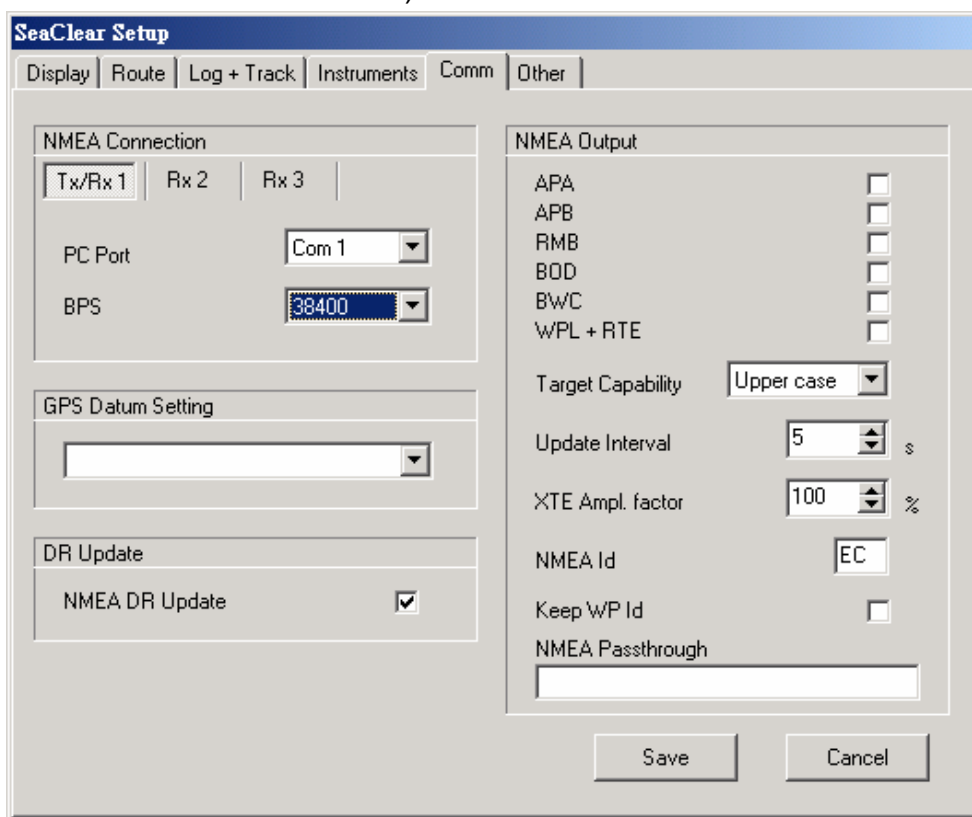 SeaClear Setup
Display Route Log + Track Instruments Comm Other
NMEA Connection
Tx/Rx 1 Rx 2 Rx 3
PC Port Com 1
BPS 38400
GPS Datum Setting
DR Update
NMEA DR Update
NMEA Output
APA
APB
RMB
BOD
BWC
WPL + RTE
Target Capability Upper case
Update Interval 5 s
XTE Ampl. factor 100 %
NMEA Id EC
Keep WP Id
NMEA Passthrough
Save Cancel